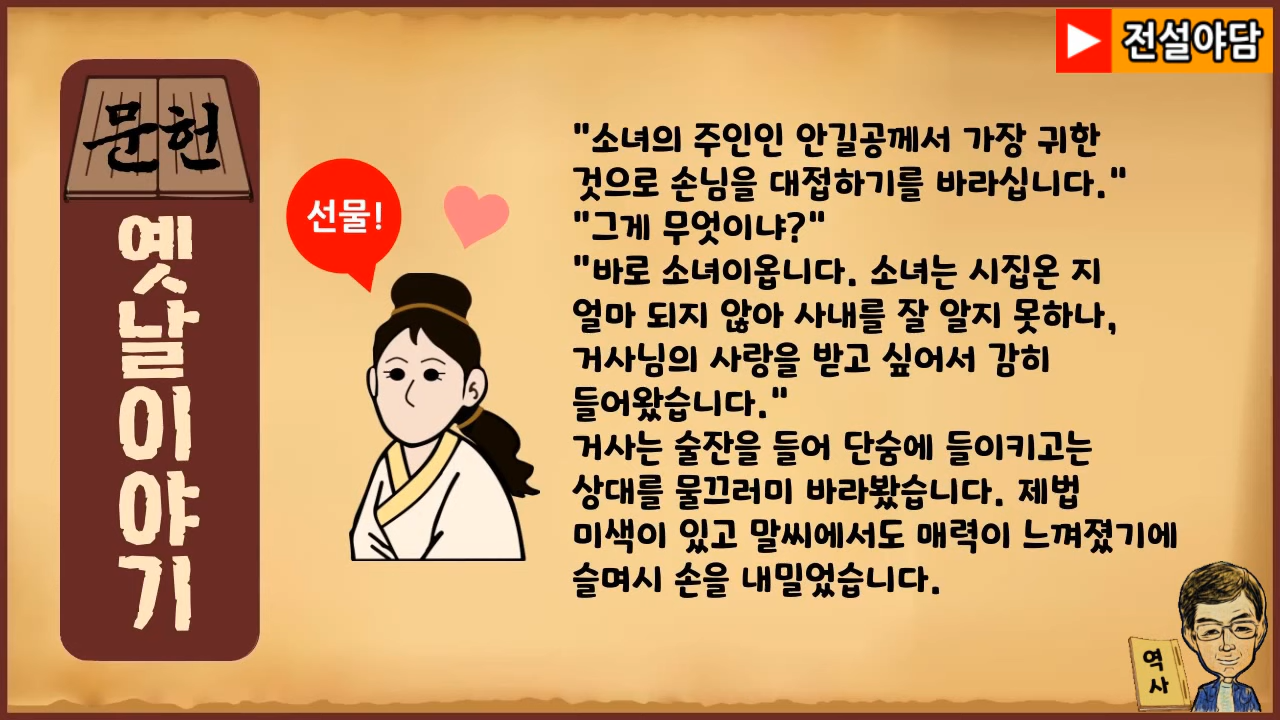 전설야담
문헌
옛날이야기
선물!
"소녀의 주인인 안길공께서 가장 귀한
것으로 손님을 대접하기를 바라십니다."
"그게 무엇이냐?"
"바로 소녀이옵니다. 소녀는 시집온 지
얼마 되지 않아 사내를 잘 알지 못하나,
거사님의 사랑을 받고 싶어서 감히
들어왔습니다."
거사는 술잔을 들어 단숨에 들이키고는
상대를 물끄러미 바라봤습니다. 제법
미색이 있고 말씨에서도 매력이 느껴졌기에
슬며시 손을 내밀었습니다.
역사